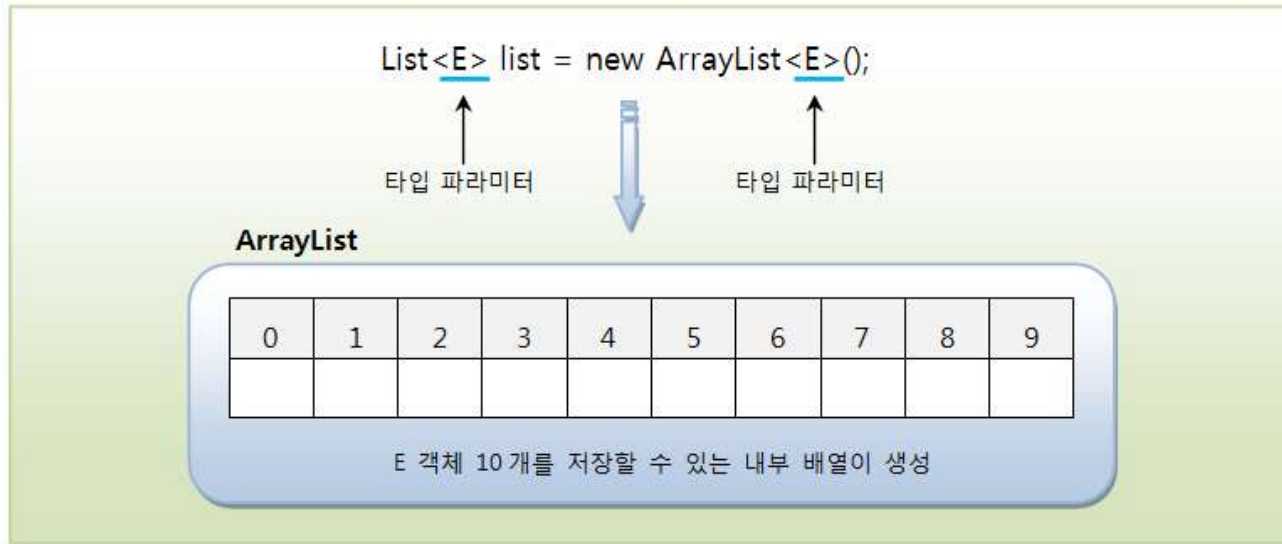 List<E> list = new ArrayList<E>();
타입 파라미터 타입 파라미터
ArrayList
0 1 2 3 4 5 6 7 8 9
E 객체 10개를 저장할 수 있는 내부 배열이 생성